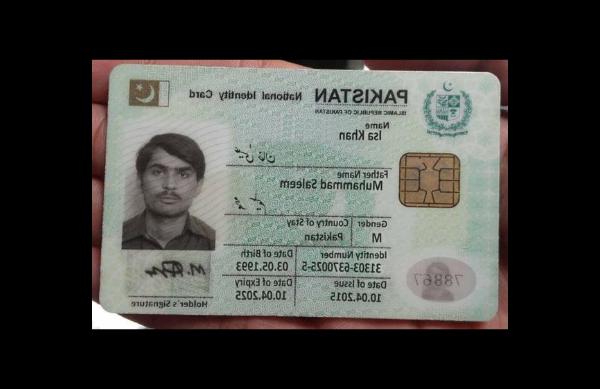 PAKISTAN National Identity Card
ISLAMIC REPUBLIC OF PAKISTAN
Name
Isa Khan
عیسیٰ خان
Father Name
Muhammad Saleem
Gender Country of Stay
M Pakistan
Identity Number Date of Birth
31303-6370025-5 03.05.1993
Date of Issue Date of Expiry
10.04.2015 10.04.2025
78867
Holder's Signature